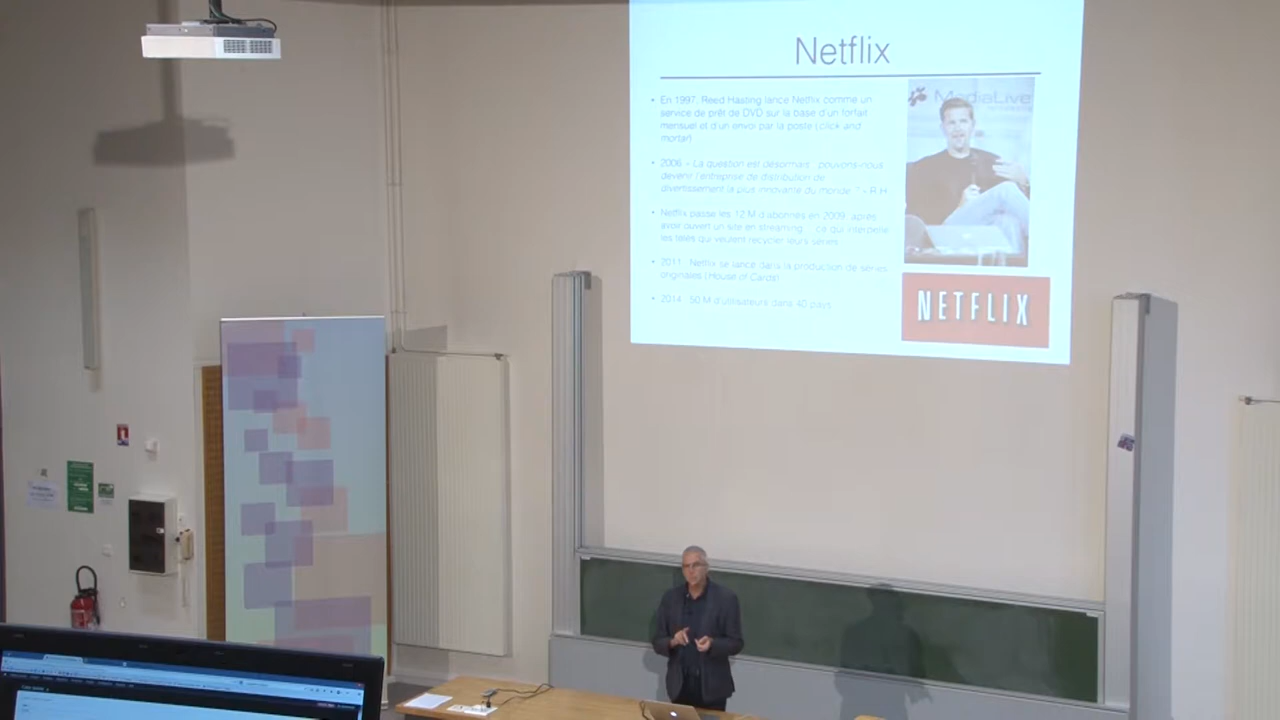 Netflix
• En 1997, Reed Hasting lance Netflix comme un
service de prêt de DVD sur la base d'un forfait
mensuel et d'un envoi par la poste (click and
mortar)
• 2006 « La question est désormais : pouvons-nous
devenir l'entreprise de distribution de
divertissement la plus innovante du monde ? » R.H.
• Netflix passe les 12 M d'abonnés en 2009, après
avoir ouvert un site en streaming... ce qui interpelle
les télés qui veulent recycler leurs séries
• 2011 : Netflix se lance dans la production de séries
originales (House of Cards)
• 2014 : 50 M d'utilisateurs dans 40 pays
MediaLive
NETFLIX